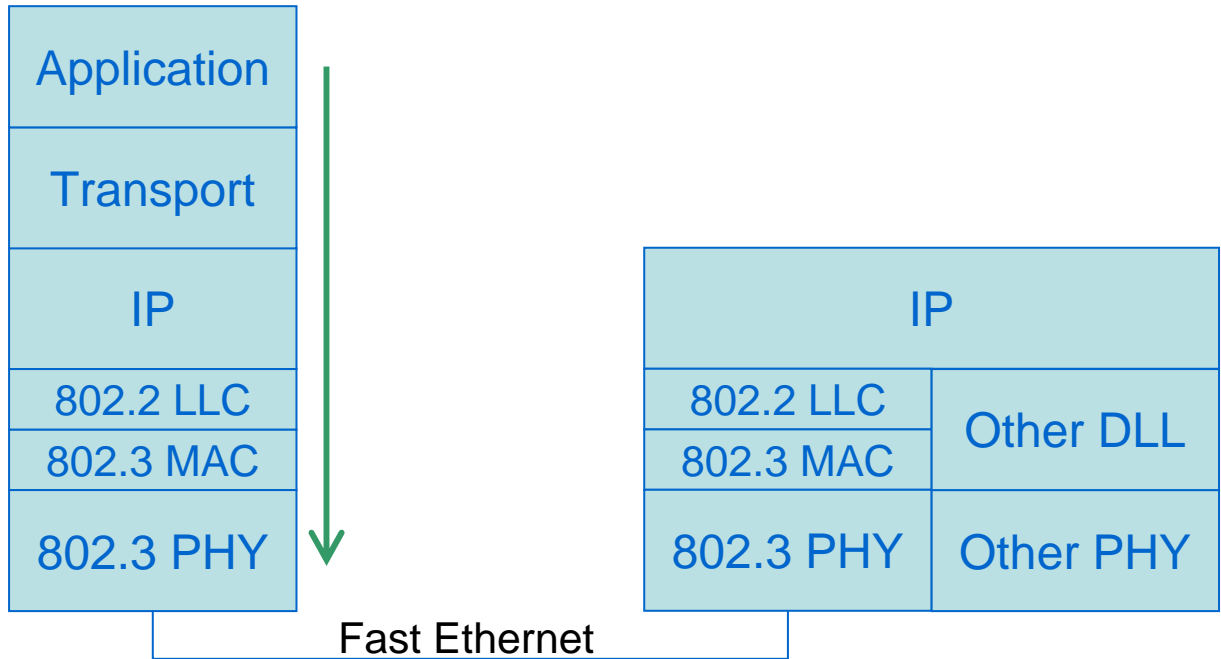 Application
Transport
IP
802.2 LLC
802.3 MAC
802.3 PHY
IP
802.2 LLC
802.3 MAC
Other DLL
802.3 PHY
Other PHY
Fast Ethernet